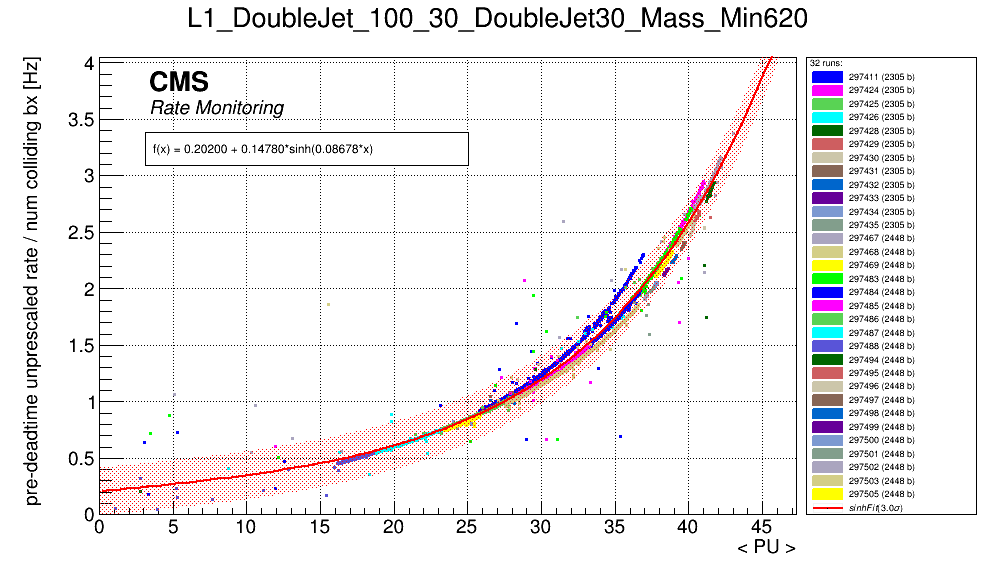 L1_DoubleJet_100_30_DoubleJet30_Mass_Min620
pre-deadtime unprescaled rate / num colliding bx [Hz]
4
3.5
3
2.5
2
1.5
1
0.5
0
CMS
Rate Monitoring
f(x) = 0.20200 + 0.14780*sinh(0.08678*x)
0 5 10 15 20 25 30 35 40 45
< PU >
32 runs:
297411 (2305 b)
297424 (2305 b)
297425 (2305 b)
297426 (2305 b)
297428 (2305 b)
297429 (2305 b)
297430 (2305 b)
297431 (2305 b)
297432 (2305 b)
297433 (2305 b)
297434 (2305 b)
297435 (2305 b)
297467 (2448 b)
297468 (2448 b)
297469 (2448 b)
297483 (2448 b)
297484 (2448 b)
297485 (2448 b)
297486 (2448 b)
297487 (2448 b)
297488 (2448 b)
297494 (2448 b)
297495 (2448 b)
297496 (2448 b)
297497 (2448 b)
297498 (2448 b)
297499 (2448 b)
297500 (2448 b)
297501 (2448 b)
297502 (2448 b)
297503 (2448 b)
297505 (2448 b)
sinhFit(3.0σ)